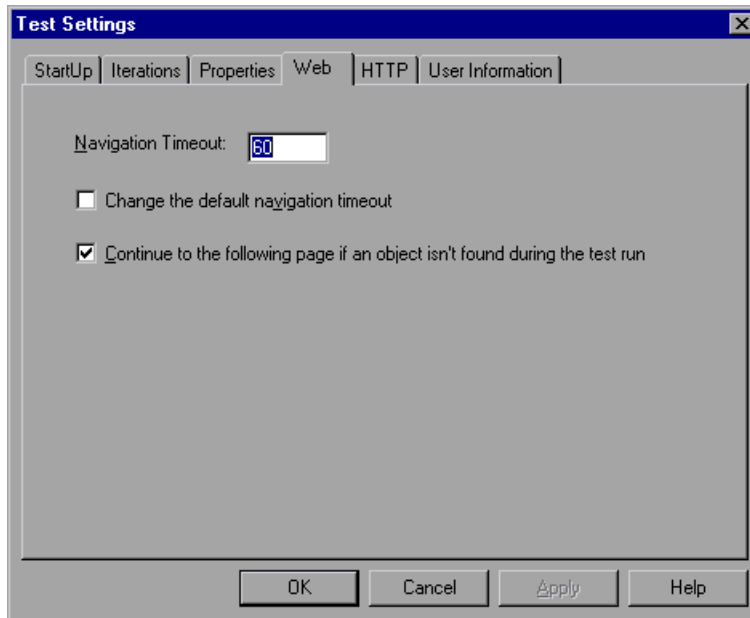 Test Settings
StartUp Iterations Properties Web HTTP User Information
Navigation Timeout: 60
Change the default navigation timeout
Continue to the following page if an object isn't found during the test run
OK Cancel Apply Help